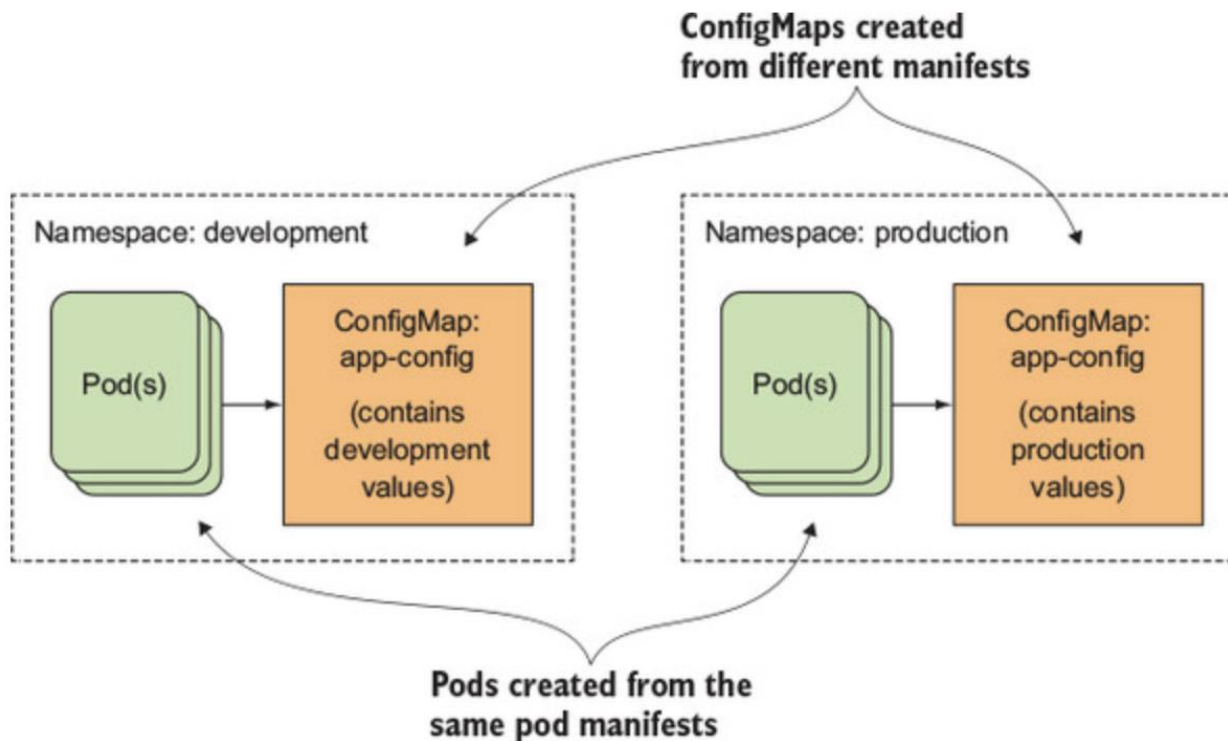 ConfigMaps created
from different manifests
Namespace: development
Pod(s)
ConfigMap:
app-config
(contains
development
values)
Namespace: production
Pod(s)
ConfigMap:
app-config
(contains
production
values)
Pods created from the
same pod manifests